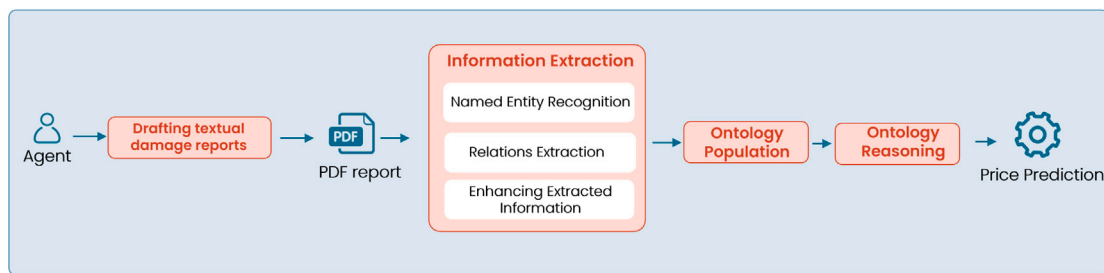 Agent
Drafting textual
damage reports
PDF
PDF report
Information Extraction
Named Entity Recognition
Relations Extraction
Enhancing Extracted
Information
Ontology
Population
Ontology
Reasoning
Price Prediction